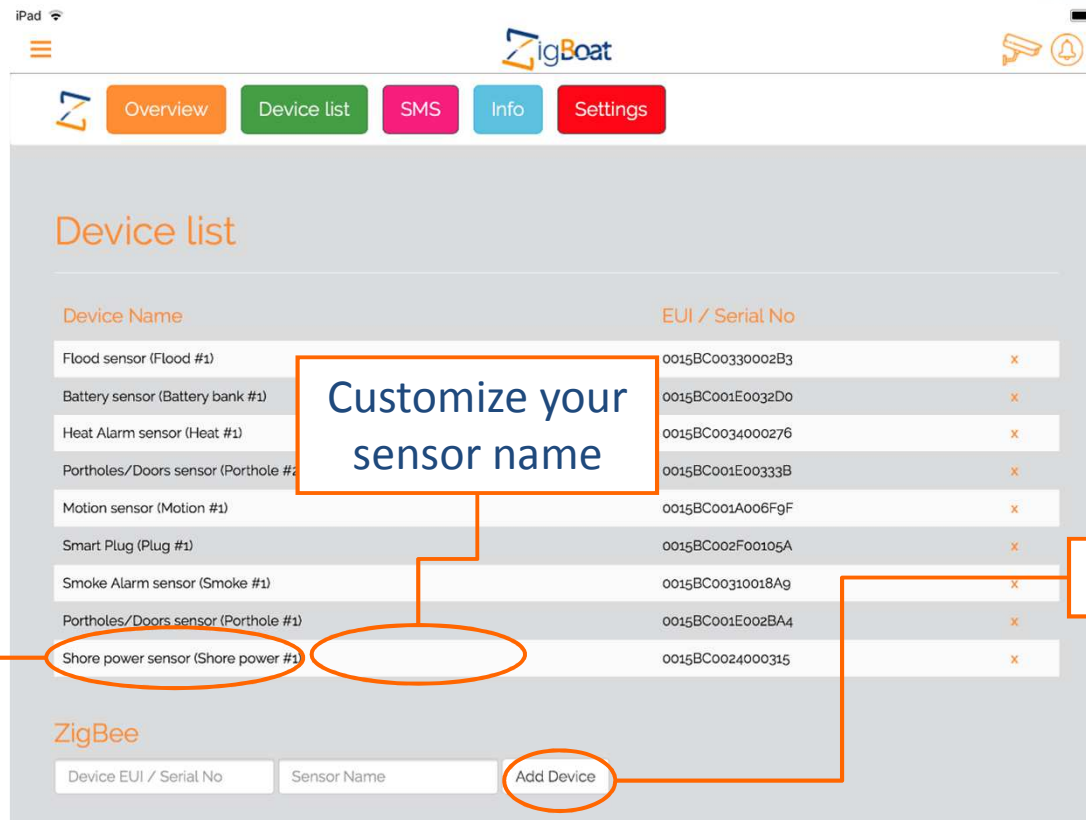 iPad
ZigBoat
Overview Device list SMS Info Settings
Device list
Device Name EUI / Serial No
Flood sensor (Flood #1) 0015BC00330002B3 x
Battery sensor (Battery bank #1) 0015BC001E0032D0 x
Heat Alarm sensor (Heat #1) 0015BC0034000276 x
Portholes/Doors sensor (Porthole #2 0015BC001E00333B x
Motion sensor (Motion #1) 0015BC001A006F9F x
Smart Plug (Plug #1) 0015BC002F00105A x
Smoke Alarm sensor (Smoke #1) 0015BC00310018A9 x
Portholes/Doors sensor (Porthole #1) 0015BC001E002BA4 x
Shore power sensor (Shore power #1) 0015BC0024000315 x
Customize your
sensor name
ZigBee
Device EUI / Serial No Sensor Name Add Device